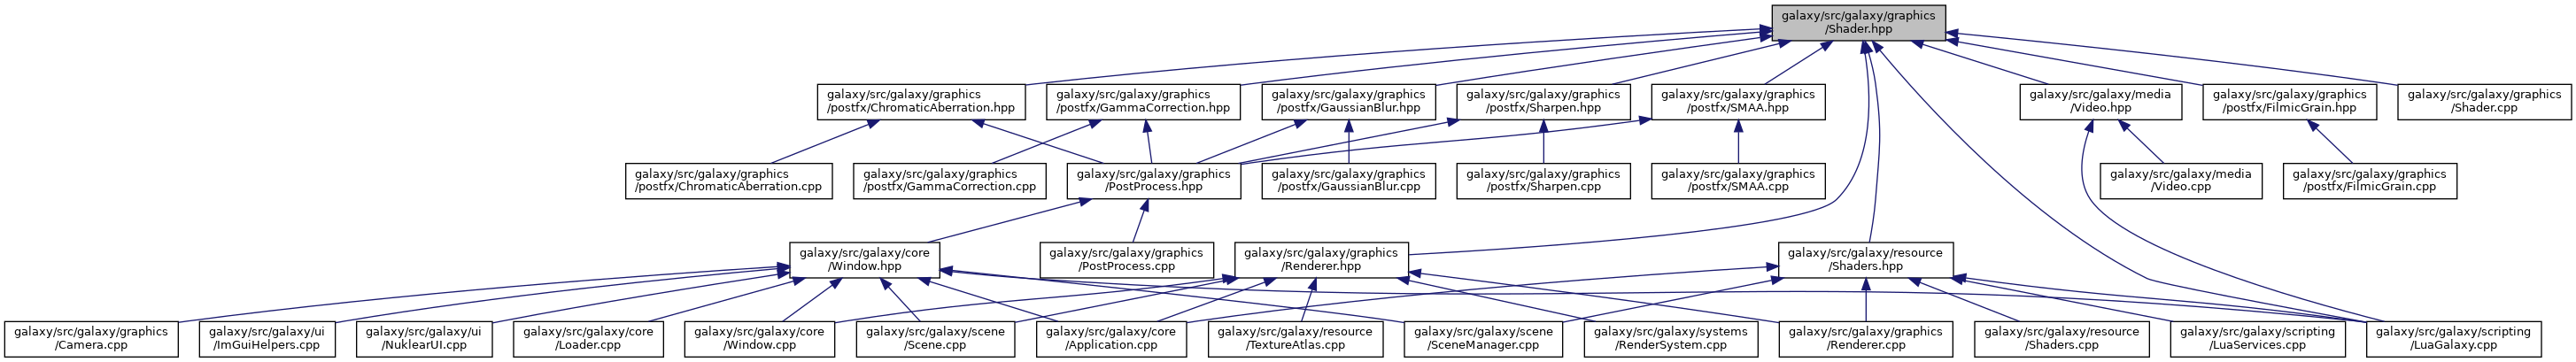 galaxy/src/galaxy/graphics
/Shader.hpp
galaxy/src/galaxy/graphics
/postfx/ChromaticAberration.hpp
galaxy/src/galaxy/graphics
/postfx/GammaCorrection.hpp
galaxy/src/galaxy/graphics
/postfx/GaussianBlur.hpp
galaxy/src/galaxy/graphics
/postfx/Sharpen.hpp
galaxy/src/galaxy/graphics
/postfx/SMAA.hpp
galaxy/src/galaxy/media
/Video.hpp
galaxy/src/galaxy/graphics
/postfx/FilmicGrain.hpp
galaxy/src/galaxy/graphics
/Shader.cpp
galaxy/src/galaxy/graphics
/postfx/ChromaticAberration.cpp
galaxy/src/galaxy/graphics
/postfx/GammaCorrection.cpp
galaxy/src/galaxy/graphics
/PostProcess.hpp
galaxy/src/galaxy/graphics
/postfx/GaussianBlur.cpp
galaxy/src/galaxy/graphics
/postfx/Sharpen.cpp
galaxy/src/galaxy/graphics
/postfx/SMAA.cpp
galaxy/src/galaxy/media
/Video.cpp
galaxy/src/galaxy/graphics
/postfx/FilmicGrain.cpp
galaxy/src/galaxy/core
/Window.hpp
galaxy/src/galaxy/graphics
/PostProcess.cpp
galaxy/src/galaxy/graphics
/Renderer.hpp
galaxy/src/galaxy/resource
/Shaders.hpp
galaxy/src/galaxy/graphics
/Camera.cpp
galaxy/src/galaxy/ui
/ImGuiHelpers.cpp
galaxy/src/galaxy/ui
/NuklearUI.cpp
galaxy/src/galaxy/core
/Loader.cpp
galaxy/src/galaxy/core
/Window.cpp
galaxy/src/galaxy/scene
/Scene.cpp
galaxy/src/galaxy/core
/Application.cpp
galaxy/src/galaxy/resource
/TextureAtlas.cpp
galaxy/src/galaxy/scene
/SceneManager.cpp
galaxy/src/galaxy/systems
/RenderSystem.cpp
galaxy/src/galaxy/graphics
/Renderer.cpp
galaxy/src/galaxy/resource
/Shaders.cpp
galaxy/src/galaxy/scripting
/LuaServices.cpp
galaxy/src/galaxy/scripting
/LuaGalaxy.cpp